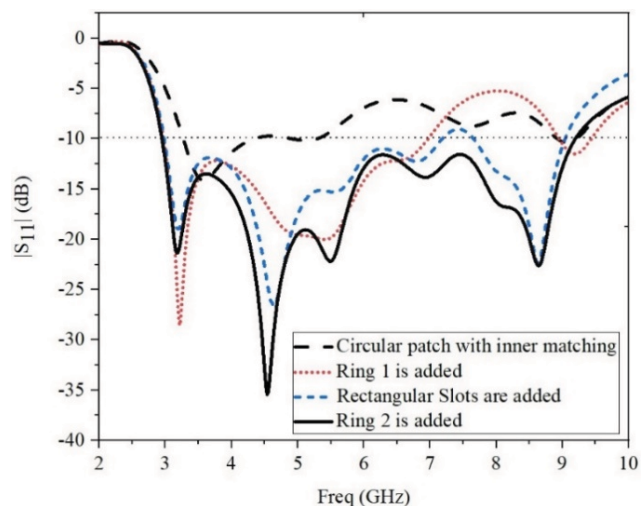 0
-5
-10
-15
-20
-25
-30
-35
-40
|S11| (dB)
Circular patch with inner matching
Ring 1 is added
Rectangular Slots are added
Ring 2 is added
2 3 4 5 6 7 8 9 10
Freq (GHz)